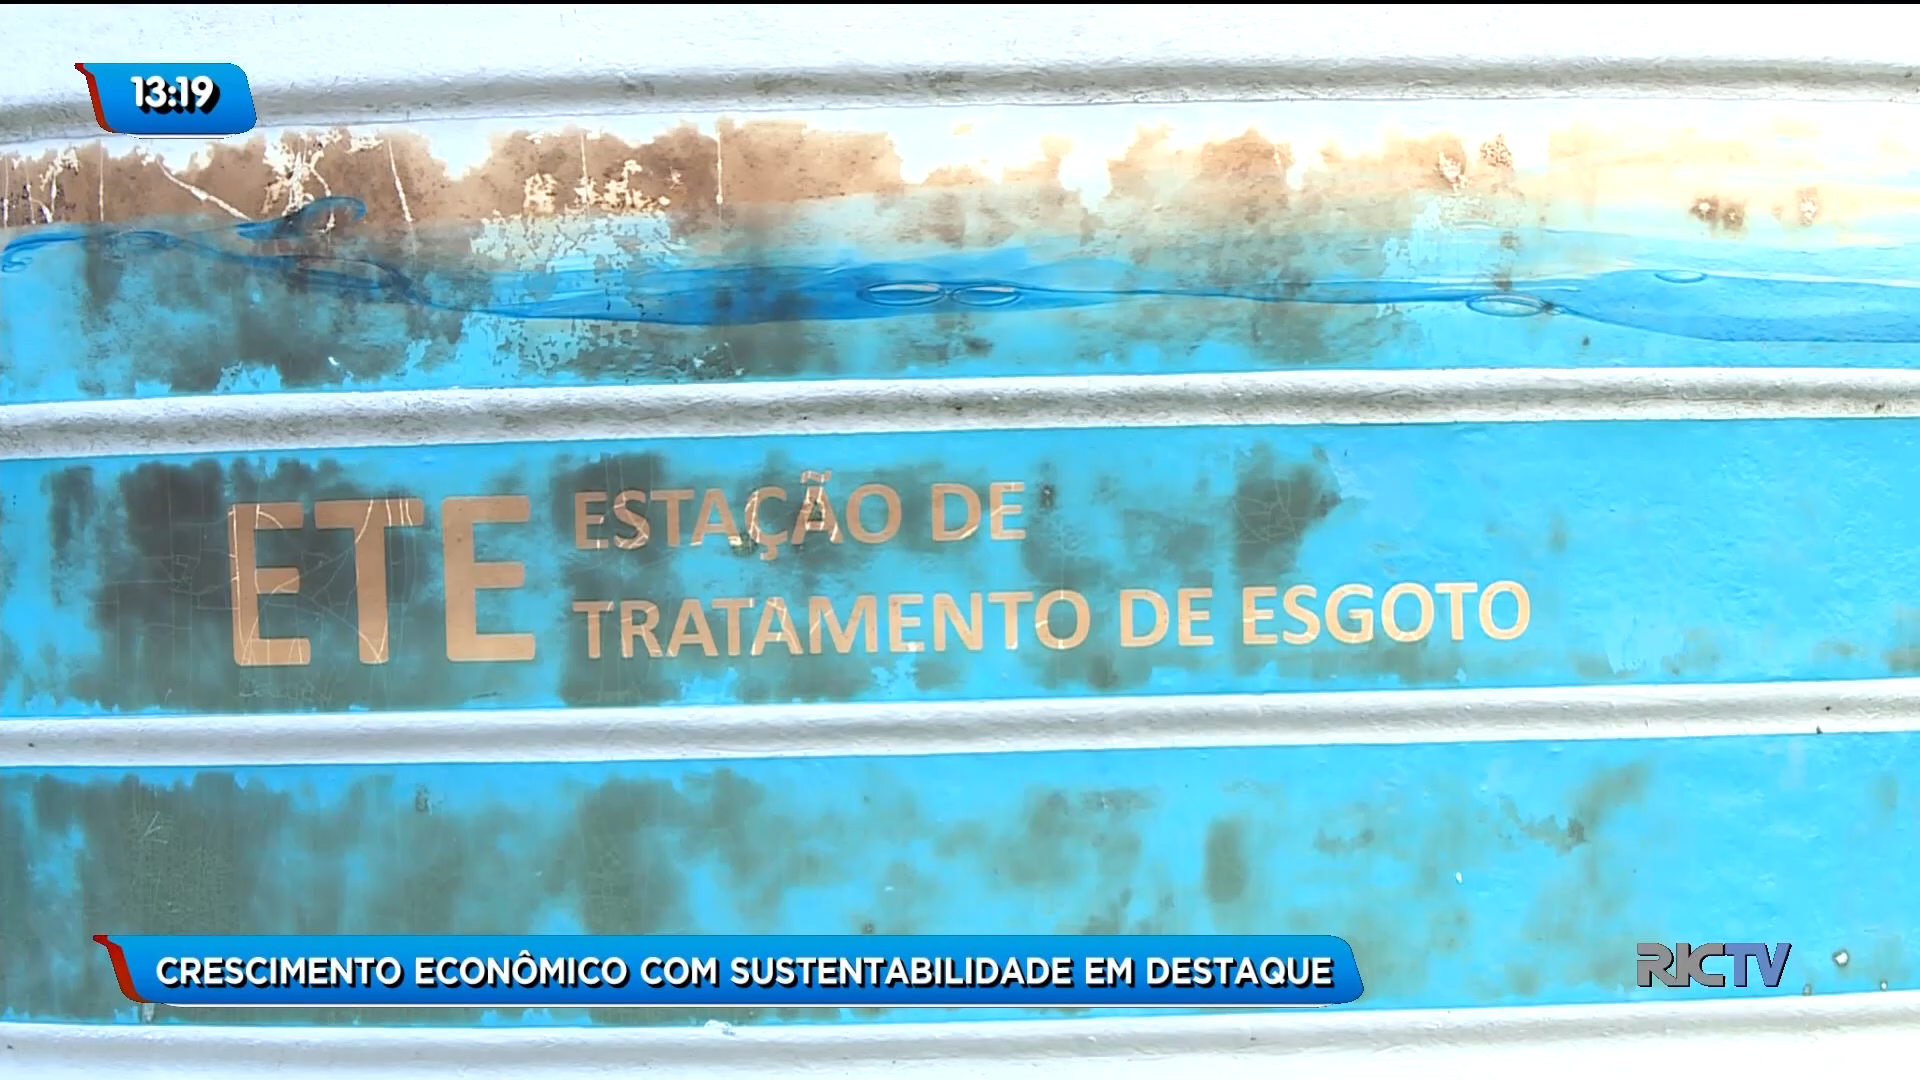 13:19
ETE ESTAÇÃO DE
TRATAMENTO DE ESGOTO
CRESCIMENTO ECONÔMICO COM SUSTENTABILIDADE EM DESTAQUE
RICTV